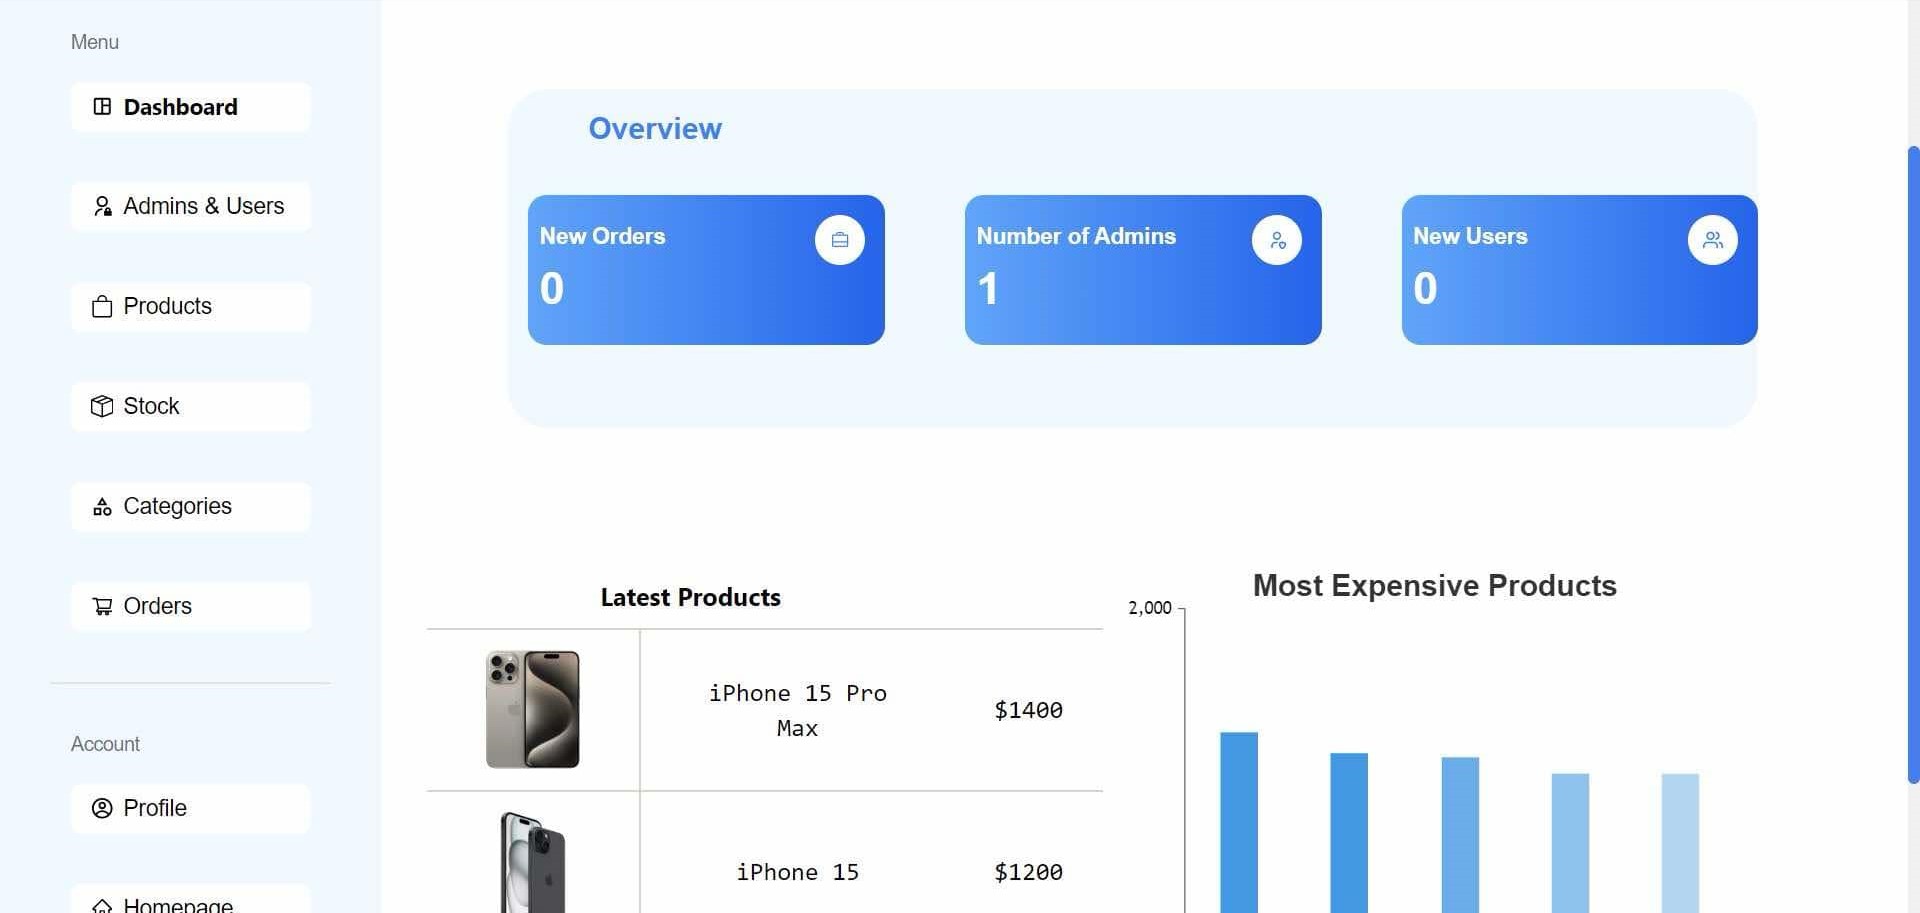 Menu
Dashboard
Admins & Users
Products
Stock
Categories
Orders
Account
Profile
Homepage
Overview
New Orders
0
Number of Admins
1
New Users
0
Latest Products
iPhone 15 Pro
Max
$1400
iPhone 15
$1200
Most Expensive Products
2,000